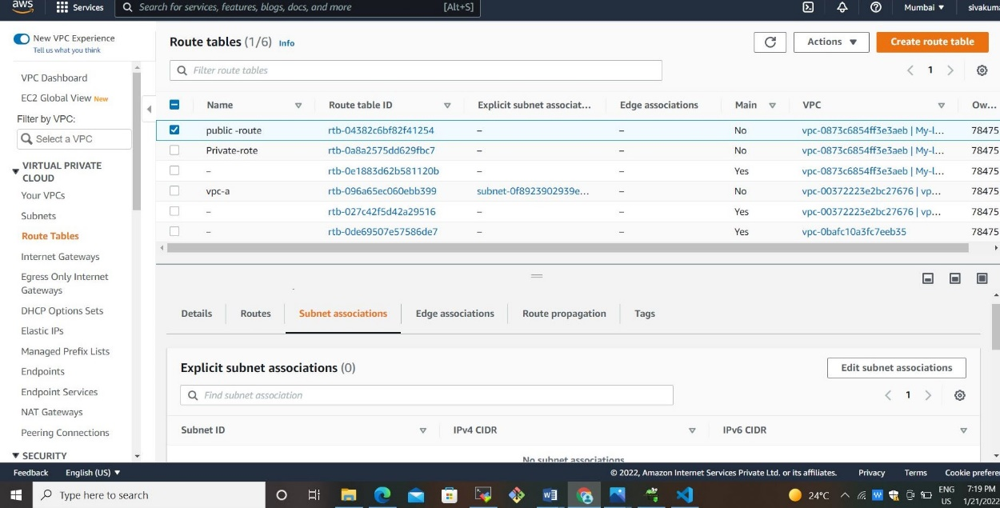 aws
Services
Search for services, features, blogs, docs, and more
[Alt+S]
Mumbai
sivakuma
New VPC Experience
Tell us what you think
VPC Dashboard
EC2 Global View New
Filter by VPC:
Select a VPC
VIRTUAL PRIVATE
CLOUD
Your VPCs
Subnets
Route Tables
Internet Gateways
Egress Only Internet
Gateways
DHCP Options Sets
Elastic IPs
Managed Prefix Lists
Endpoints
Endpoint Services
NAT Gateways
Peering Connections
SECURITY
Route tables (1/6) Info
Actions
Create route table
Filter route tables
1
Name Route table ID Explicit subnet associat... Edge associations Main VPC Ow...
public -route rtb-04382c6bf82f41254 – – No vpc-0873c6854ff3e3aeb | My-l... 78475
Private-rote rtb-0a8a2575dd629fbc7 – – No vpc-0873c6854ff3e3aeb | My-l... 78475
– rtb-0e1883d62b581120b – – Yes vpc-0873c6854ff3e3aeb | My-l... 78475
vpc-a rtb-096a65ec060ebb399 subnet-0f8923902939e... – No vpc-00372223e2bc27676 | vp... 78475
– rtb-027c42f5d42a29516 – – Yes vpc-00372223e2bc27676 | vp... 78475
– rtb-0de69507e57586de7 – – Yes vpc-0bafc10a3fc7eeb35 78475
Details Routes Subnet associations Edge associations Route propagation Tags
Explicit subnet associations (0)
Edit subnet associations
Find subnet association
1
Subnet ID IPv4 CIDR IPv6 CIDR
No subnet associations
Feedback English (US)
© 2022, Amazon Internet Services Private Ltd. or its affiliates. Privacy Terms Cookie preferen
Type here to search
24°C
ENG
US
7:19 PM
1/21/2022